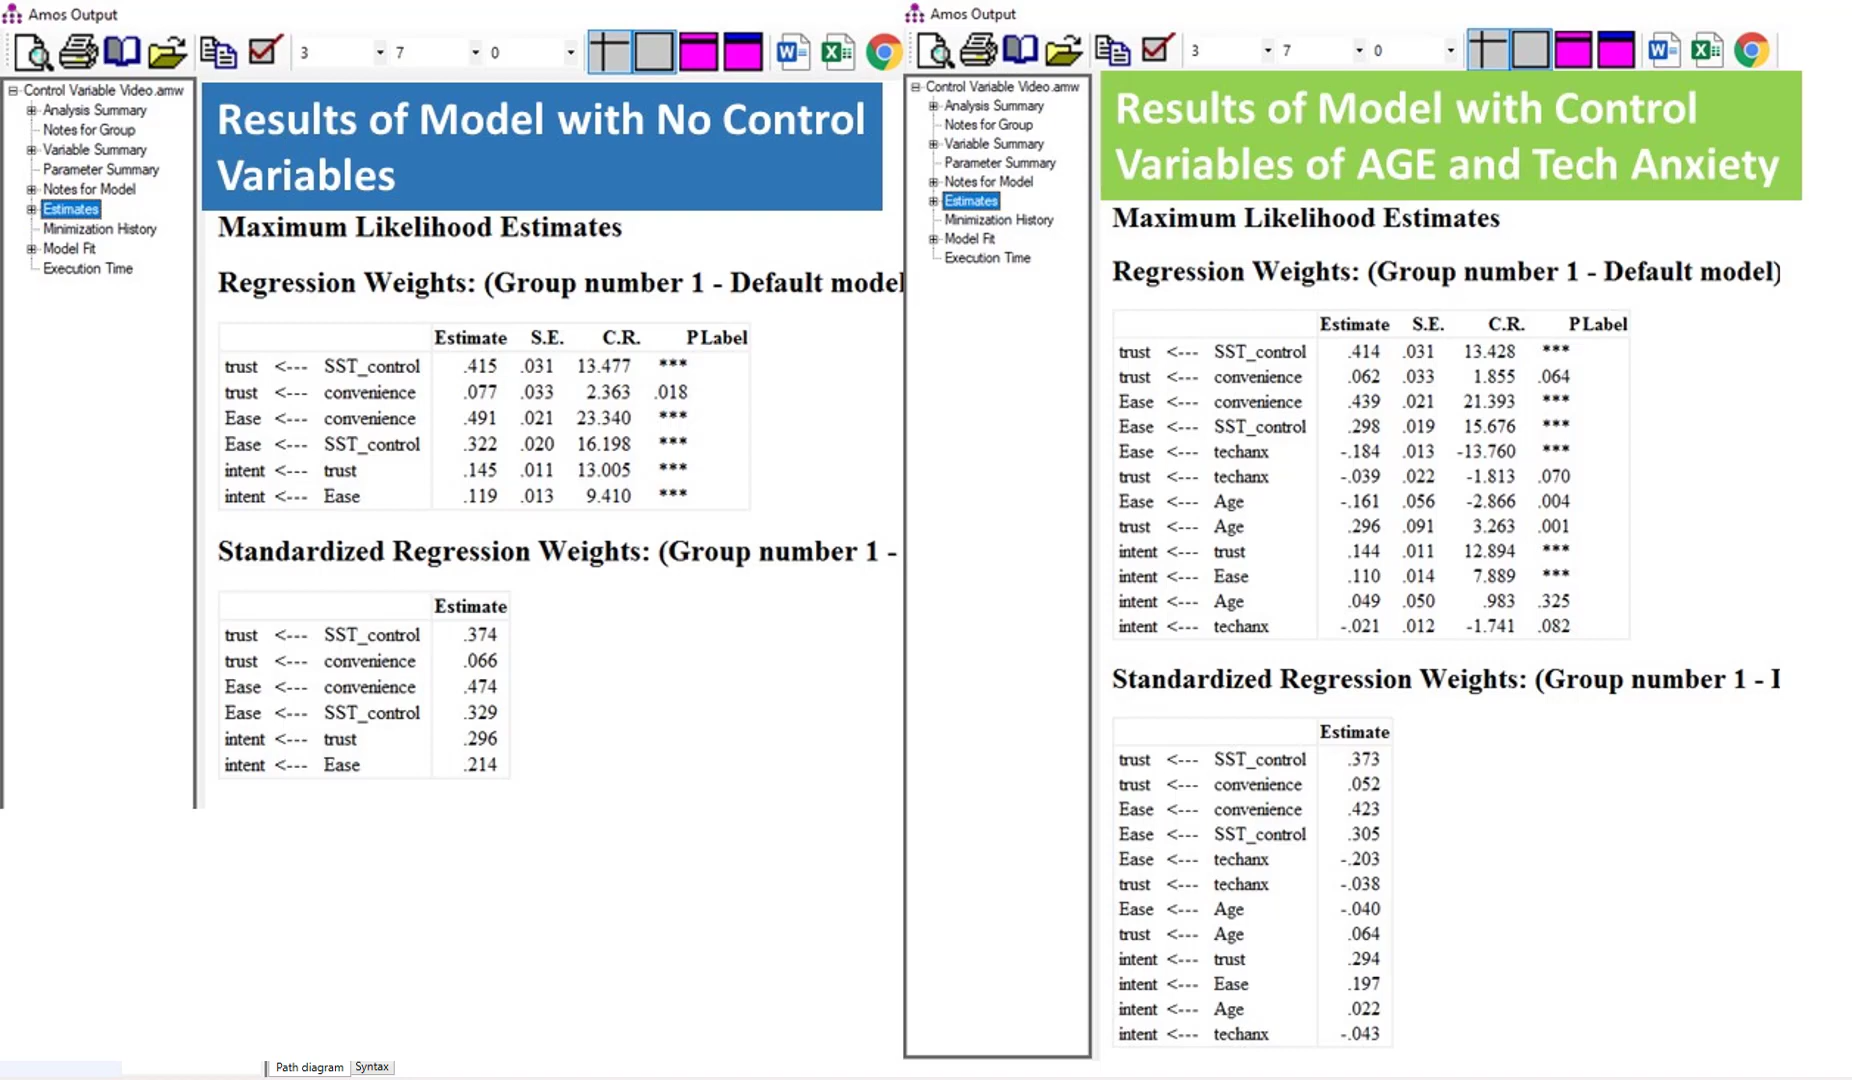 Amos Output
3 7 0
Control Variable Video.amw
Analysis Summary
Notes for Group
Variable Summary
Parameter Summary
Notes for Model
Estimates
Minimization History
Model Fit
Execution Time
Results of Model with No Control
Variables
Maximum Likelihood Estimates
Regression Weights: (Group number 1 - Default model
Estimate S.E. C.R. P Label
trust <--- SST_control .415 .031 13.477 ***
trust <--- convenience .077 .033 2.363 .018
Ease <--- convenience .491 .021 23.340 ***
Ease <--- SST_control .322 .020 16.198 ***
intent <--- trust .145 .011 13.005 ***
intent <--- Ease .119 .013 9.410 ***
Standardized Regression Weights: (Group number 1 -
Estimate
trust <--- SST_control .374
trust <--- convenience .066
Ease <--- convenience .474
Ease <--- SST_control .329
intent <--- trust .296
intent <--- Ease .214
Path diagram Syntax
Amos Output
3 7 0
Control Variable Video.amw
Analysis Summary
Notes for Group
Variable Summary
Parameter Summary
Notes for Model
Estimates
Minimization History
Model Fit
Execution Time
Results of Model with Control
Variables of AGE and Tech Anxiety
Maximum Likelihood Estimates
Regression Weights: (Group number 1 - Default model)
Estimate S.E. C.R. P Label
trust <--- SST_control .414 .031 13.428 ***
trust <--- convenience .062 .033 1.855 .064
Ease <--- convenience .439 .021 21.393 ***
Ease <--- SST_control .298 .019 15.676 ***
Ease <--- techanx -.184 .013 -13.760 ***
trust <--- techanx -.039 .022 -1.813 .070
Ease <--- Age -.161 .056 -2.866 .004
trust <--- Age .296 .091 3.263 .001
intent <--- trust .144 .011 12.894 ***
intent <--- Ease .110 .014 7.889 ***
intent <--- Age .049 .050 .983 .325
intent <--- techanx -.021 .012 -1.741 .082
Standardized Regression Weights: (Group number 1 -
Estimate
trust <--- SST_control .373
trust <--- convenience .052
Ease <--- convenience .423
Ease <--- SST_control .305
Ease <--- techanx -.203
trust <--- techanx -.038
Ease <--- Age -.040
trust <--- Age .064
intent <--- trust .294
intent <--- Ease .197
intent <--- Age .022
intent <--- techanx -.043